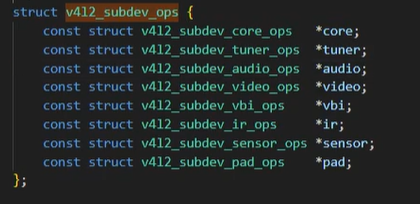 struct v4l2_subdev_ops {
    const struct v4l2_subdev_core_ops   *core;
    const struct v4l2_subdev_tuner_ops  *tuner;
    const struct v4l2_subdev_audio_ops  *audio;
    const struct v4l2_subdev_video_ops  *video;
    const struct v4l2_subdev_vbi_ops    *vbi;
    const struct v4l2_subdev_ir_ops     *ir;
    const struct v4l2_subdev_sensor_ops *sensor;
    const struct v4l2_subdev_pad_ops    *pad;
};